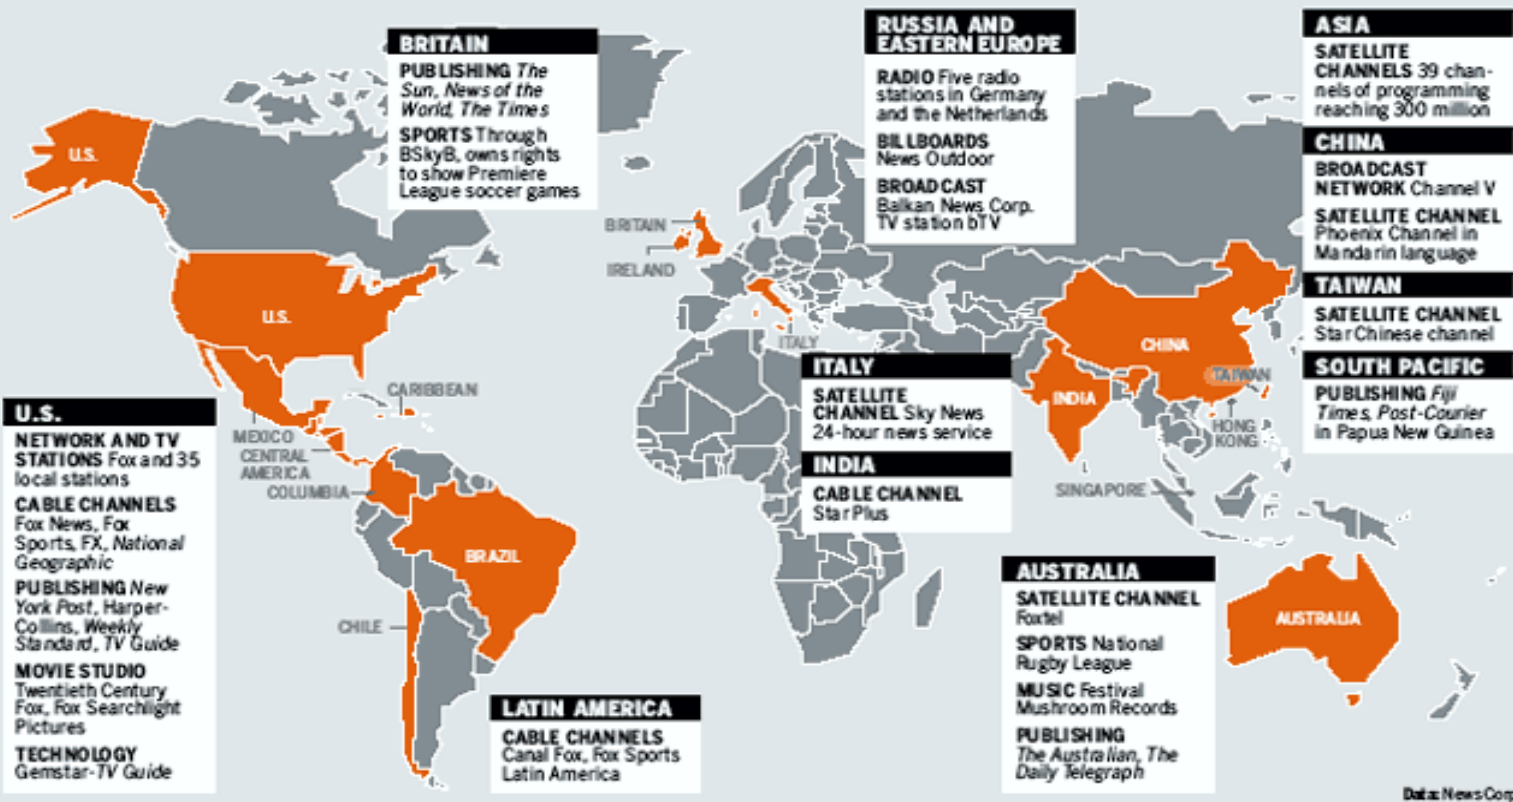 BRITAIN
PUBLISHING The
Sun, News of the
World, The Times
SPORTS Through
BSkyB, owns rights
to show Premiere
League soccer games
RUSSIA AND
EASTERN EUROPE
RADIO Five radio
stations in Germany
and the Netherlands
BILLBOARDS
News Outdoor
BROADCAST
Balkan News Corp.
TV station bTV
ASIA
SATELLITE
CHANNELS 39 chan-
nels of programming
reaching 300 million
CHINA
BROADCAST
NETWORK Channel V
SATELLITE CHANNEL
Phoenix Channel in
Mandarin language
TAIWAN
SATELLITE CHANNEL
Star Chinese channel
SOUTH PACIFIC
PUBLISHING Fiji
Times, Post-Courier
in Papua New Guinea
U.S.
U.S.
BRITAIN
IRELAND
ITALY
CHINA
TAIWAN
INDIA
HONG
KONG
SINGAPORE
CARIBBEAN
MEXICO
CENTRAL
AMERICA
COLUMBIA
BRAZIL
CHILE
AUSTRALIA
ITALY
SATELLITE
CHANNEL Sky News
24-hour news service
INDIA
CABLE CHANNEL
Star Plus
U.S.
NETWORK AND TV
STATIONS Fox and 35
local stations
CABLE CHANNELS
Fox News, Fox
Sports, FX, National
Geographic
PUBLISHING New
York Post, Harper-
Collins, Weekly
Standard, TV Guide
MOVIE STUDIO
Twentieth Century
Fox, Fox Searchlight
Pictures
TECHNOLOGY
Gemstar-TV Guide
LATIN AMERICA
CABLE CHANNELS
Canal Fox, Fox Sports
Latin America
AUSTRALIA
SATELLITE CHANNEL
Foxtel
SPORTS National
Rugby League
MUSIC Festival
Mushroom Records
PUBLISHING
The Australian, The
Daily Telegraph
Data: News Corp